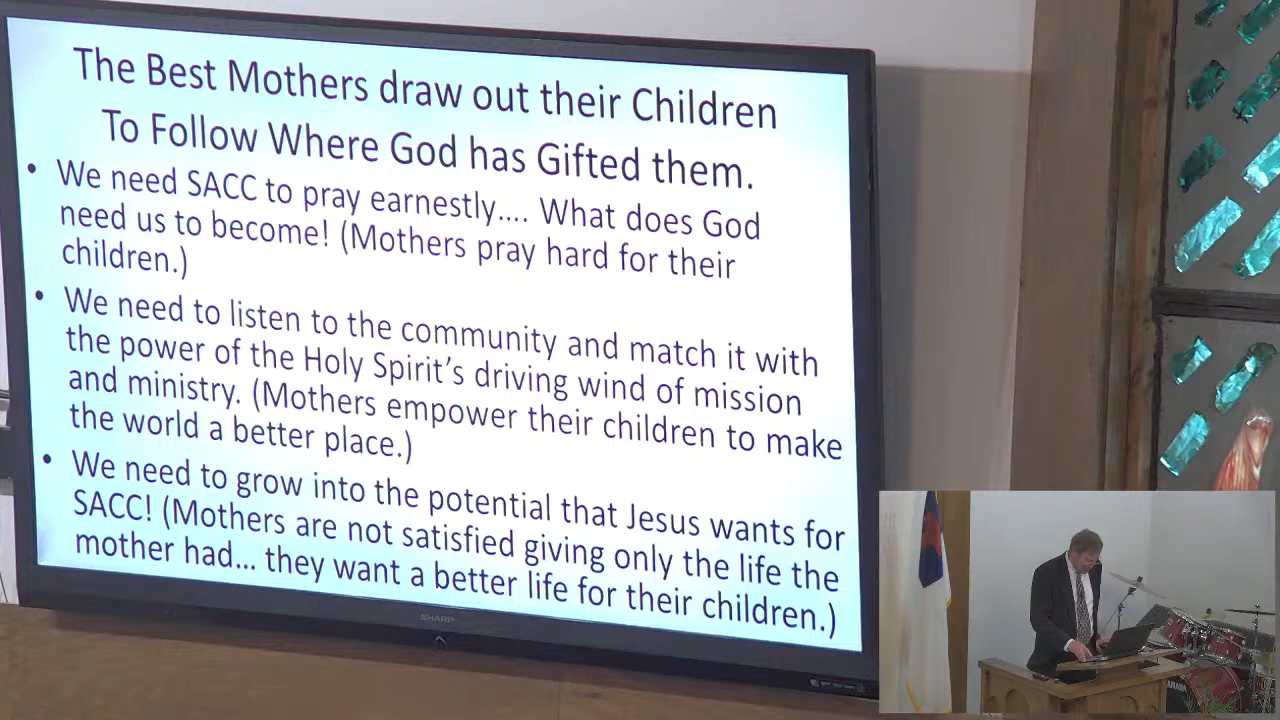 The Best Mothers draw out their Children
To Follow Where God has Gifted them.
• We need SACC to pray earnestly.... What does God
need us to become! (Mothers pray hard for their
children.)
• We need to listen to the community and match it with
the power of the Holy Spirit's driving wind of mission
and ministry. (Mothers empower their children to make
the world a better place.)
• We need to grow into the potential that Jesus wants for
SACC! (Mothers are not satisfied giving only the life the
mother had... they want a better life for their children.)
SHARP
YAMAHA